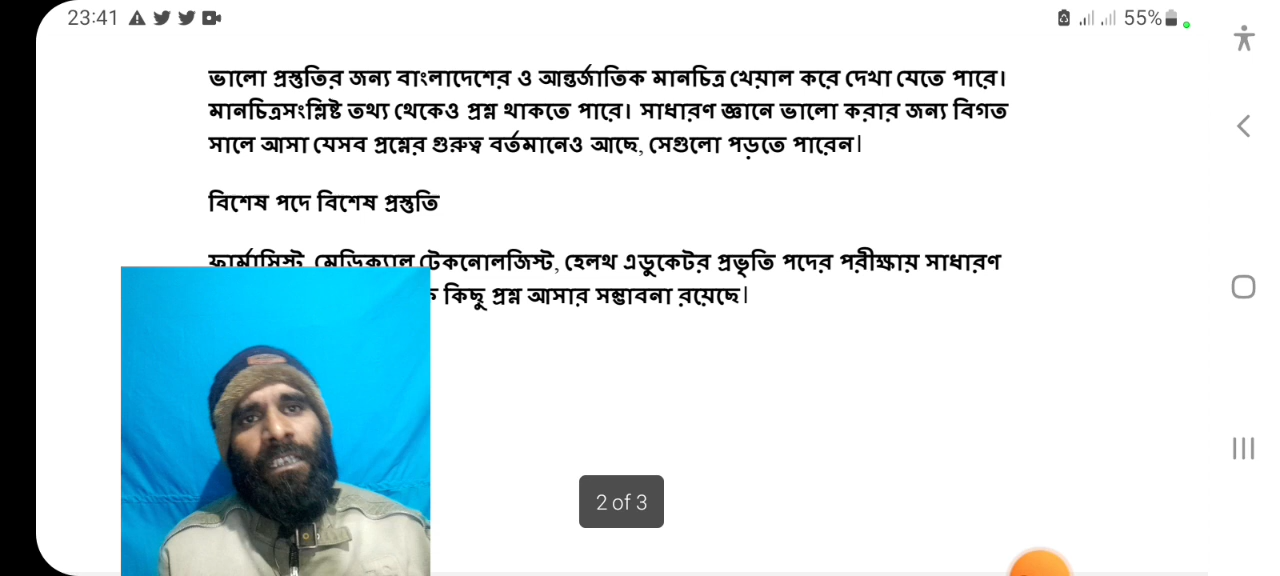 23:41
55%
ভালো প্রস্তুতির জন্য বাংলাদেশের ও আন্তর্জাতিক মানচিত্র খেয়াল করে দেখা যেতে পারে।
মানচিত্রসংশ্লিষ্ট তথ্য থেকেও প্রশ্ন থাকতে পারে। সাধারণ জ্ঞানে ভালো করার জন্য বিগত
সালে আসা যেসব প্রশ্নের গুরুত্ব বর্তমানেও আছে, সেগুলো পড়তে পারেন।
বিশেষ পদে বিশেষ প্রস্তুতি
ফার্মাসিস্ট, মেডিক্যাল টেকনোলজিস্ট, হেলথ এডুকেটর প্রভৃতি পদের পরীক্ষায় সাধারণ
কিছু প্রশ্ন আসার সম্ভাবনা রয়েছে।
2 of 3